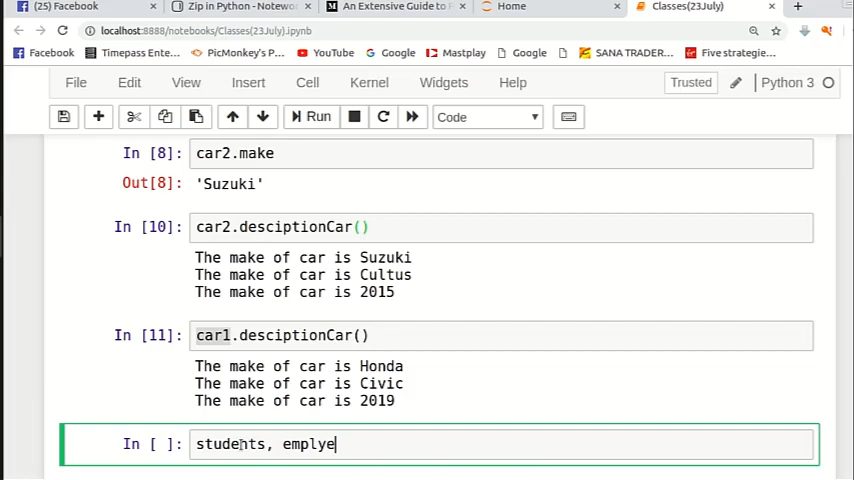 (25) Facebook
Zip in Python - Notewo
An Extensive Guide to
Home
Classes(23July)
localhost:8888/notebooks/Classes(23July).ipynb
Facebook
Timepass Ente...
PicMonkey's P...
YouTube
Google
Mastplay
Google
SANA TRADER...
Five strategie...
File Edit View Insert Cell Kernel Widgets Help
Trusted
Python 3
Run
Code
In [8]: car2.make
Out[8]: 'Suzuki'
In [10]: car2.desciptionCar()
The make of car is Suzuki
The make of car is Cultus
The make of car is 2015
In [11]: car1.desciptionCar()
The make of car is Honda
The make of car is Civic
The make of car is 2019
In [ ]: students, emplye